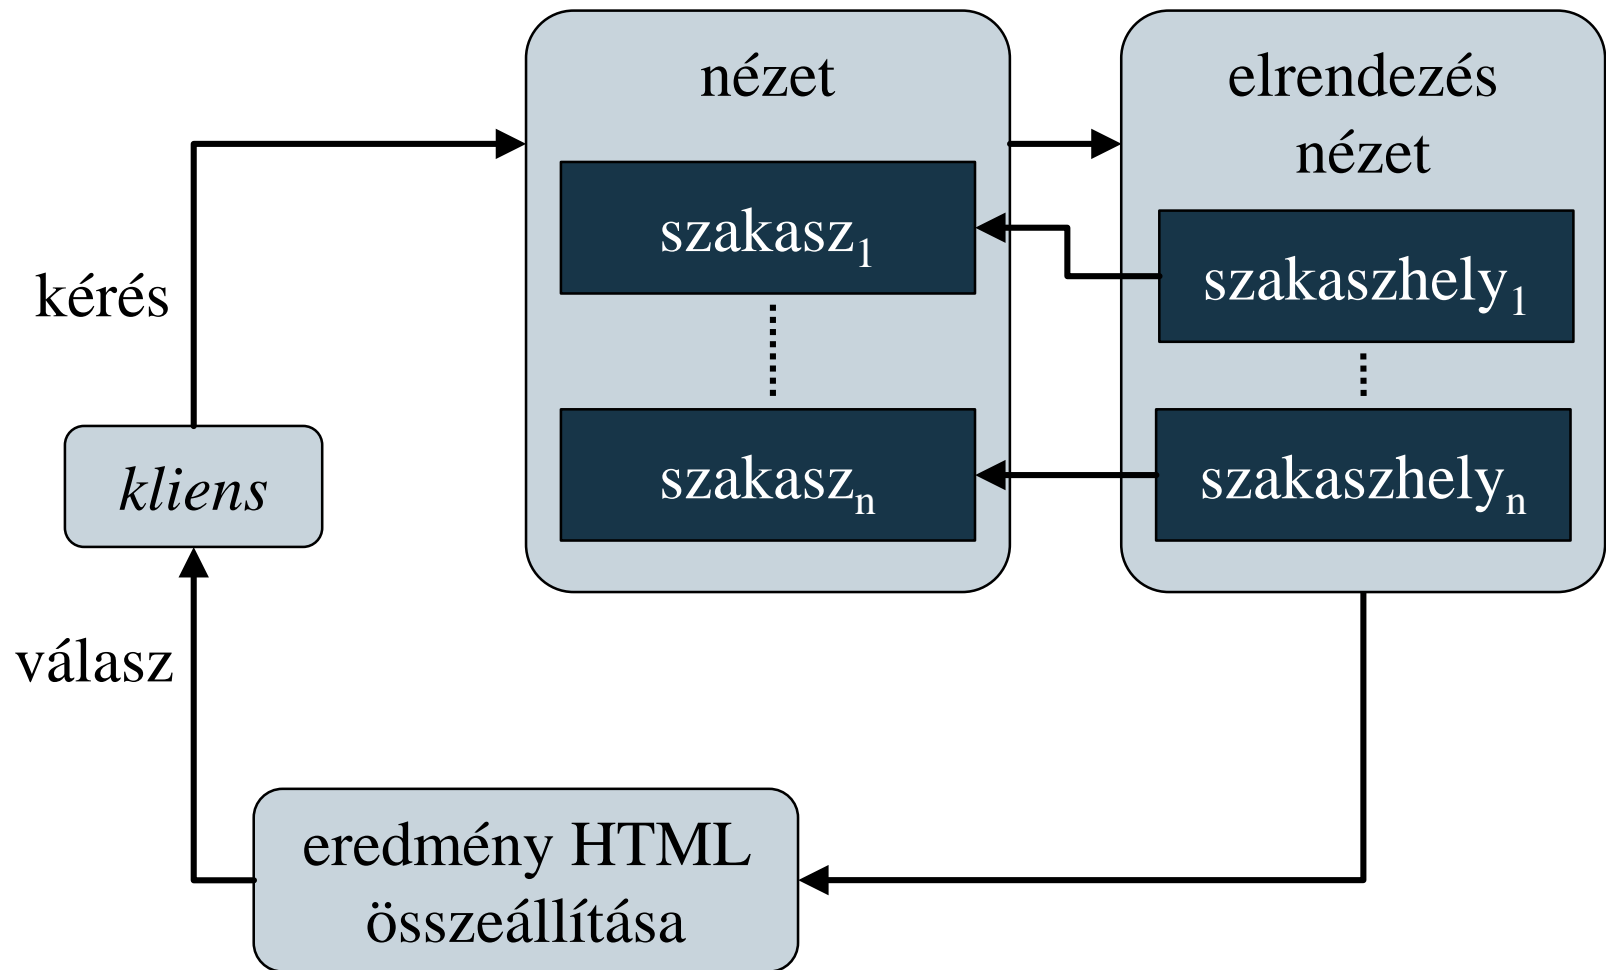 nézet
elrendezés
nézet
szakasz₁
szakaszhely₁
kérés
szakaszₙ
szakaszhelyₙ
kliens
válasz
eredmény HTML
összeállítása